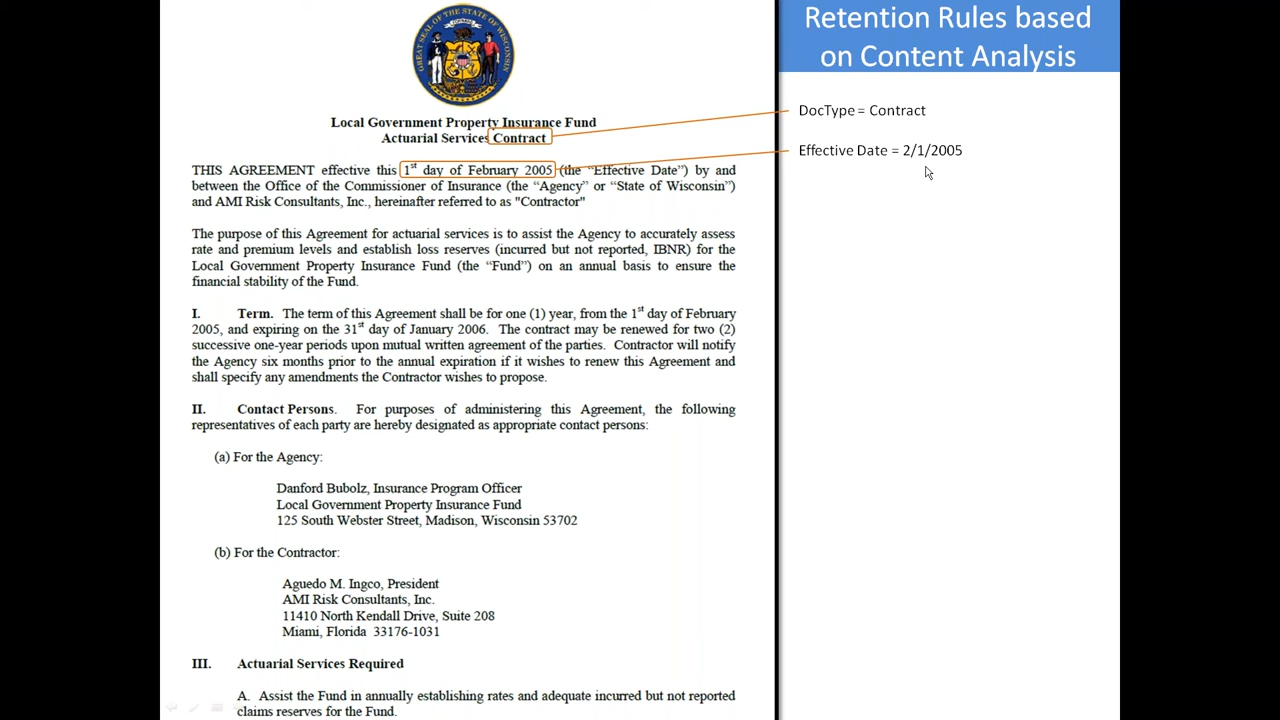 Retention Rules based
on Content Analysis
GREAT SEAL OF THE STATE OF WISCONSIN
Local Government Property Insurance Fund
Actuarial Services Contract
DocType = Contract
THIS AGREEMENT effective this 1st day of February 2005 (the “Effective Date”) by and
Effective Date = 2/1/2005
between the Office of the Commissioner of Insurance (the “Agency” or “State of Wisconsin”)
and AMI Risk Consultants, Inc., hereinafter referred to as "Contractor"
The purpose of this Agreement for actuarial services is to assist the Agency to accurately assess
rate and premium levels and establish loss reserves (incurred but not reported, IBNR) for the
Local Government Property Insurance Fund (the “Fund”) on an annual basis to ensure the
financial stability of the Fund.
I. Term. The term of this Agreement shall be for one (1) year, from the 1st day of February
2005, and expiring on the 31st day of January 2006. The contract may be renewed for two (2)
successive one-year periods upon mutual written agreement of the parties. Contractor will notify
the Agency six months prior to the annual expiration if it wishes to renew this Agreement and
shall specify any amendments the Contractor wishes to propose.
II. Contact Persons. For purposes of administering this Agreement, the following
representatives of each party are hereby designated as appropriate contact persons:
(a) For the Agency:
Danford Bubolz, Insurance Program Officer
Local Government Property Insurance Fund
125 South Webster Street, Madison, Wisconsin 53702
(b) For the Contractor:
Aguedo M. Ingco, President
AMI Risk Consultants, Inc.
11410 North Kendall Drive, Suite 208
Miami, Florida 33176-1031
III. Actuarial Services Required
A. Assist the Fund in annually establishing rates and adequate incurred but not reported
claims reserves for the Fund.